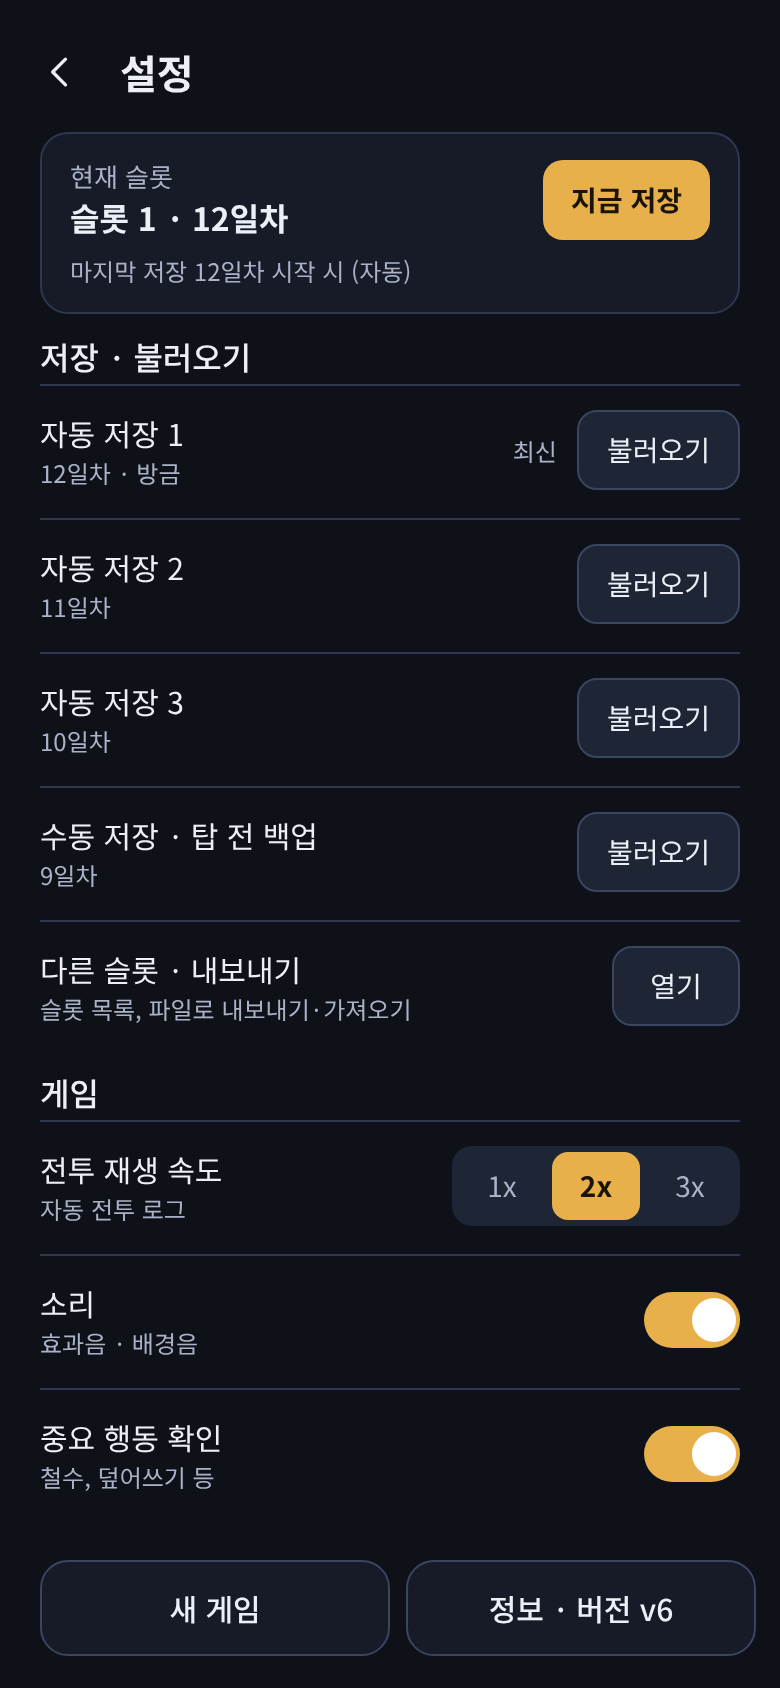 설정
현재 슬롯
슬롯 1 · 12일차
지금 저장
마지막 저장 12일차 시작 시 (자동)
저장 · 불러오기
자동 저장 1
12일차 · 방금
최신
불러오기
자동 저장 2
11일차
불러오기
자동 저장 3
10일차
불러오기
수동 저장 · 탑 전 백업
9일차
불러오기
다른 슬롯 · 내보내기
슬롯 목록, 파일로 내보내기·가져오기
열기
게임
전투 재생 속도
자동 전투 로그
1x 2x 3x
소리
효과음 · 배경음
중요 행동 확인
철수, 덮어쓰기 등
새 게임
정보 · 버전 v6